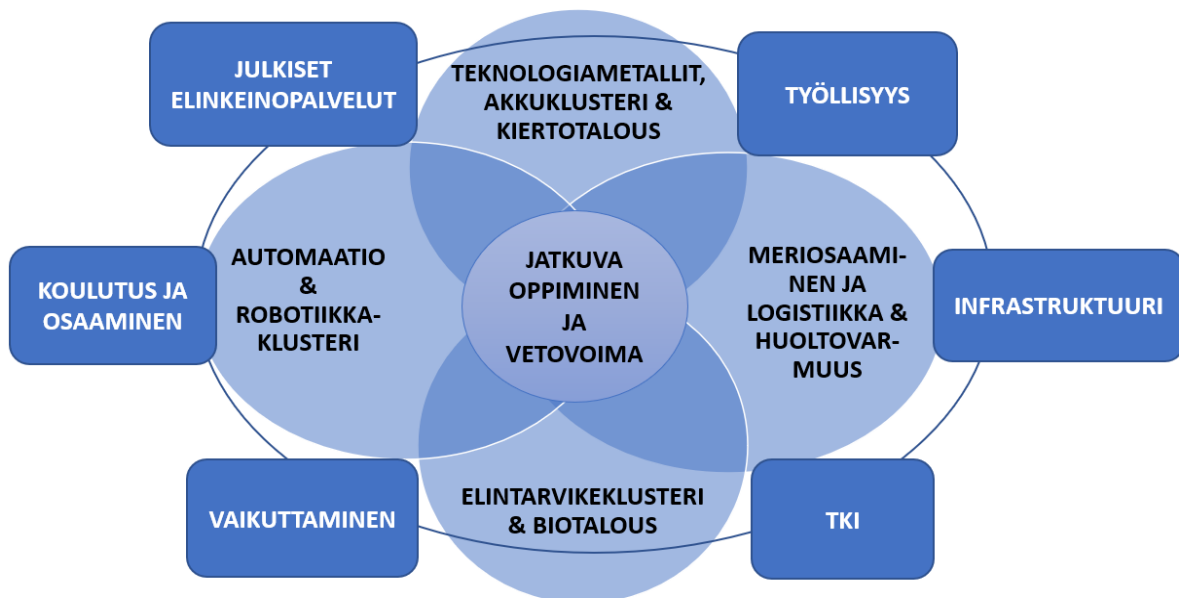 JULKISET
ELINKEINOPALVELUT
TEKNOLOGIAMETALLIT,
AKKUKLUSTERI &
KIERTOTALOUS
TYÖLLISYYS
KOULUTUS JA
OSAAMINEN
AUTOMAATIO
&
ROBOTIIKKA-
KLUSTERI
JATKUVA
OPPIMINEN
JA
VETOVOIMA
MERIOSAAMI-
NEN JA
LOGISTIIKKA &
HUOLTOVAR-
MUUS
INFRASTRUKTUURI
VAIKUTTAMINEN
ELINTARVIKEKLUSTERI
& BIOTALOUS
TKI